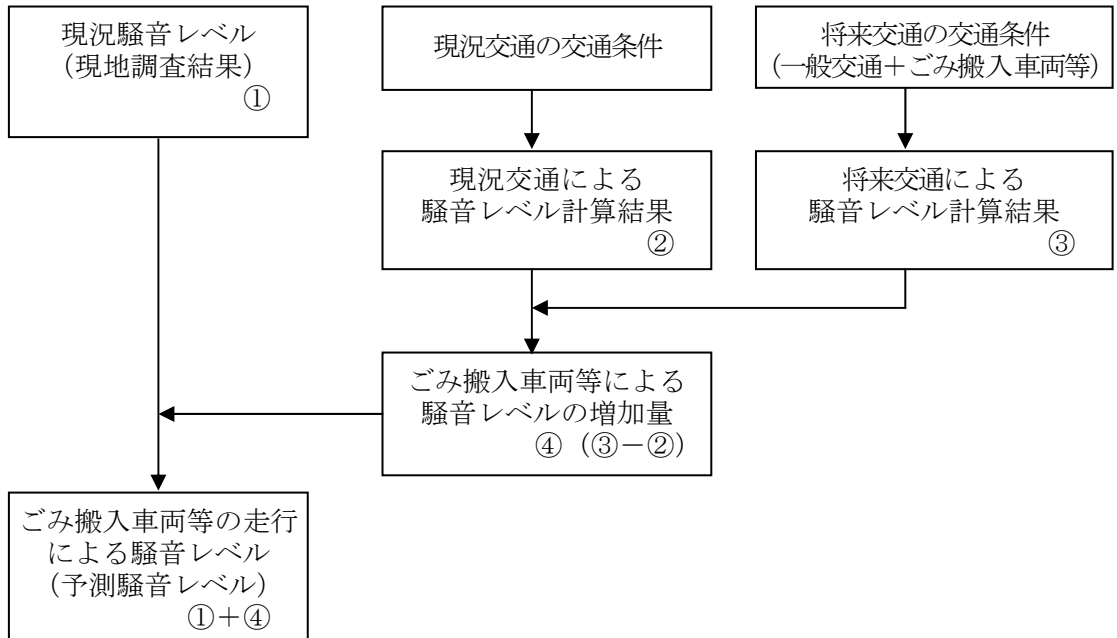 現況騒音レベル
(現地調査結果)
①
現況交通の交通条件
将来交通の交通条件
(一般交通＋ごみ搬入車両等)
現況交通による
騒音レベル計算結果
②
将来交通による
騒音レベル計算結果
③
ごみ搬入車両等による
騒音レベルの増加量
④（③－②）
ごみ搬入車両等の走行
による騒音レベル
（予測騒音レベル）
①＋④